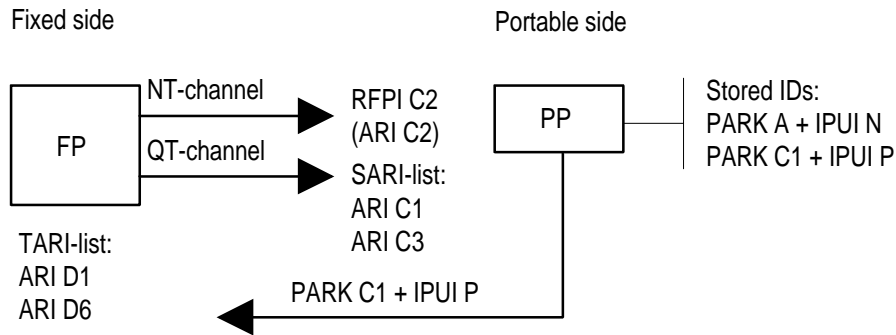 Fixed side
Portable side
NT-channel
FP
QT-channel
RFPI C2
(ARI C2)
SARI-list:
ARI C1
ARI C3
PP
Stored IDs:
PARK A + IPUI N
PARK C1 + IPUI P
TARI-list:
ARI D1
ARI D6
PARK C1 + IPUI P